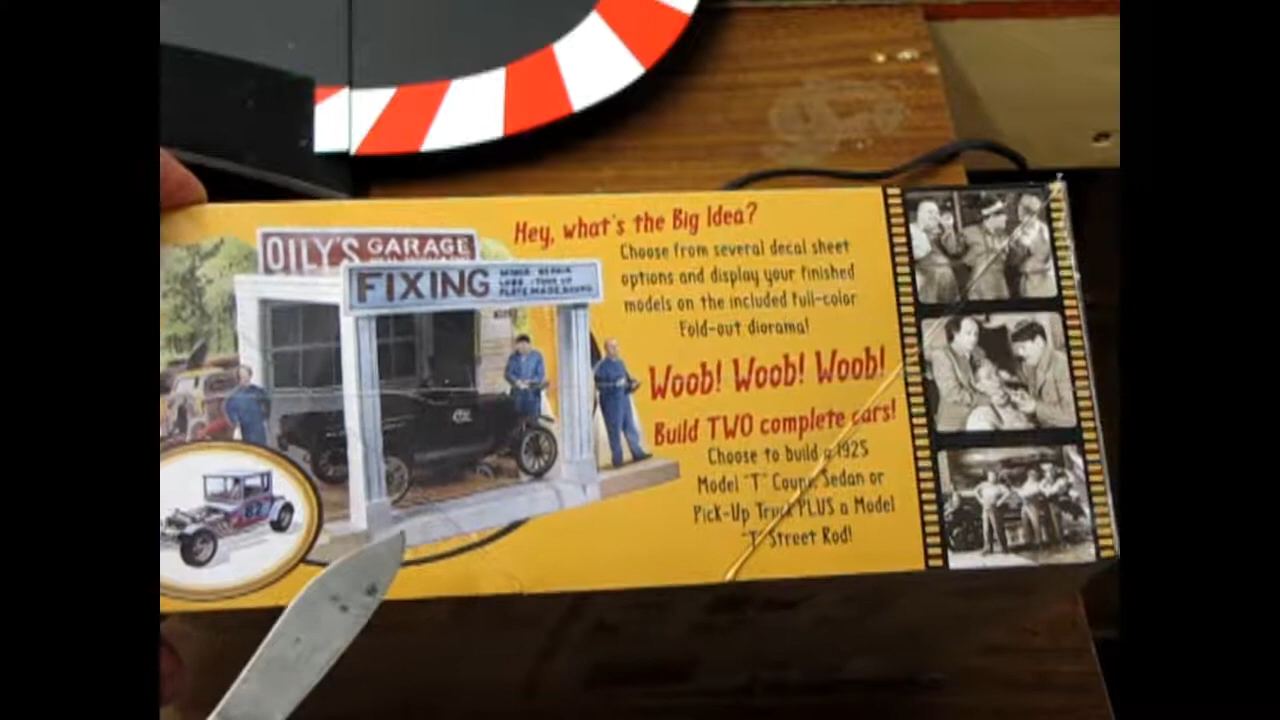 OILY'S GARAGE
FIXING
Hey, what's the Big Idea?
Choose from several decal sheet
options and display your finished
models on the included full-color
fold-out diorama!
Woob! Woob! Woob!
Build TWO complete cars!
Choose to build a 1925
Model "T" Coupe, Sedan or
Pick-Up Truck PLUS a Model
"T" Street Rod!